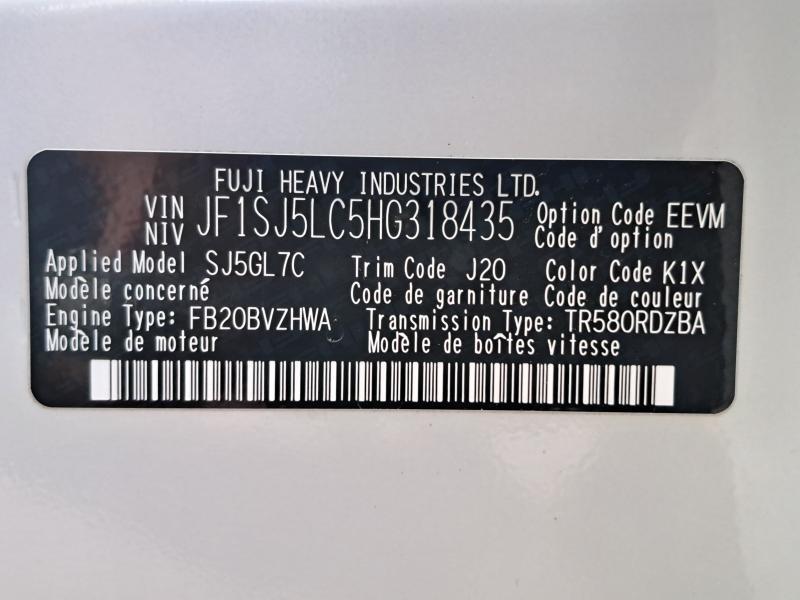 FUJI HEAVY INDUSTRIES LTD.
VIN NIV JF1SJ5LC5HG318435 Option Code Code d'option EEVM
Applied Model SJ5GL7C Trim Code J20 Color Code K1X
Modèle concerné Code de garniture Code de couleur
Engine Type: FB20BVZHWA Transmission Type: TR580RDZBA
Modèle de moteur Modèle de boîtes vitesse